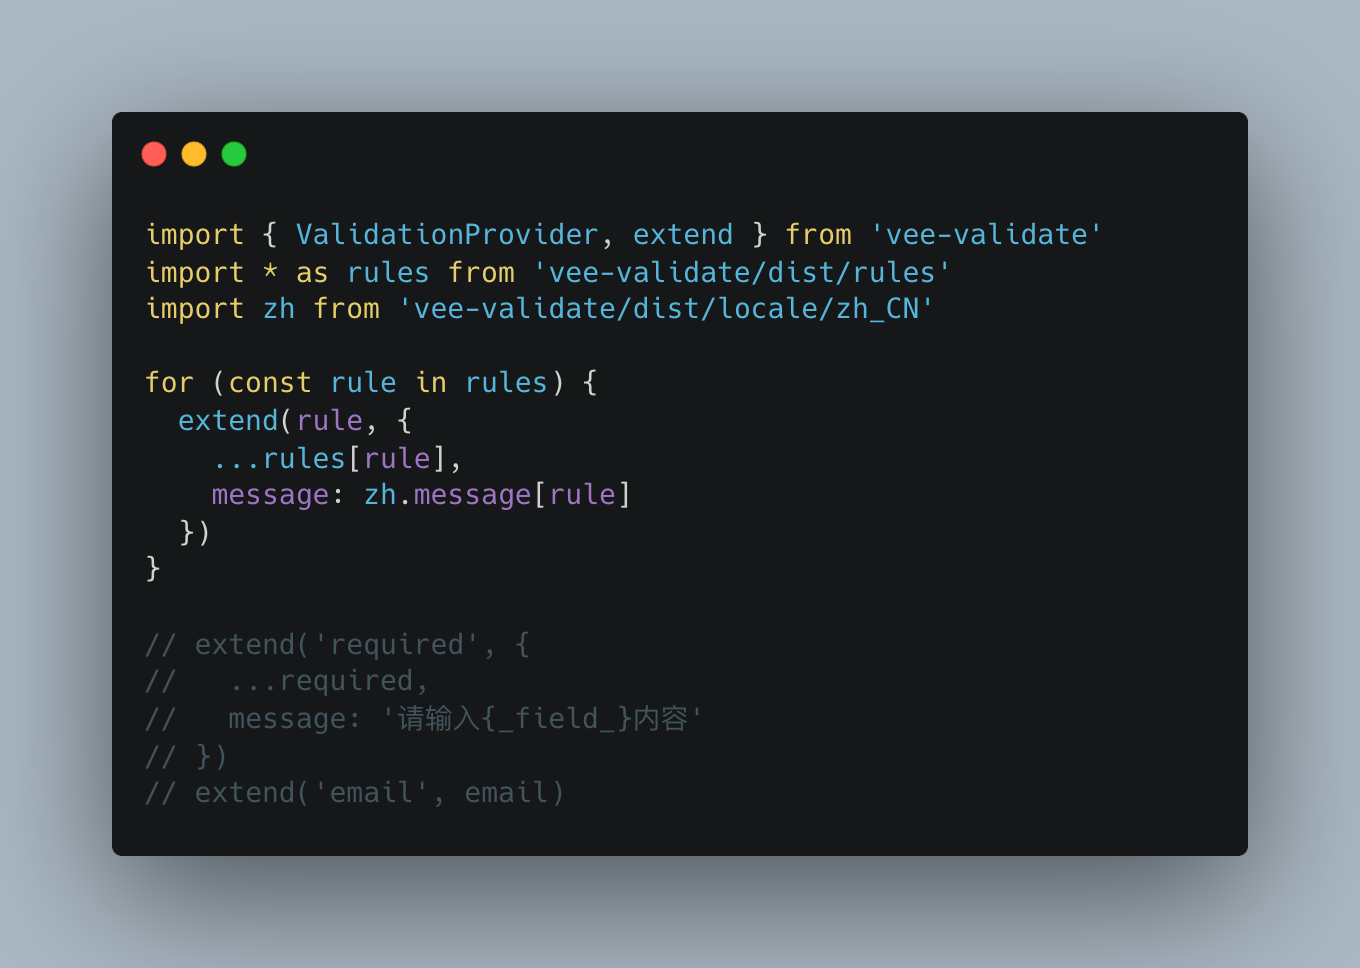 import { ValidationProvider, extend } from 'vee-validate'
import * as rules from 'vee-validate/dist/rules'
import zh from 'vee-validate/dist/locale/zh_CN'

for (const rule in rules) {
  extend(rule, {
    ...rules[rule],
    message: zh.message[rule]
  })
}

// extend('required', {
//   ...required,
//   message: '请输入{_field_}内容'
// })
// extend('email', email)